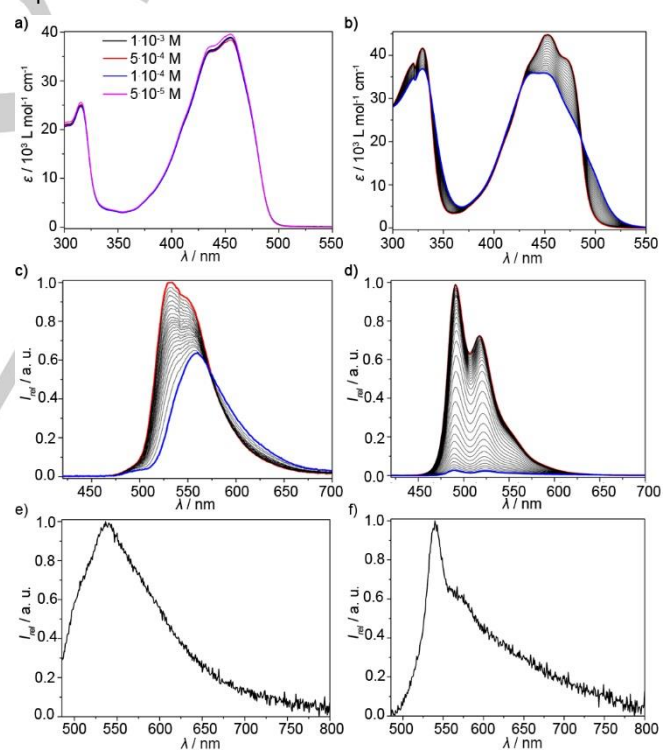 a)
b)
1·10⁻³ M
5·10⁻⁴ M
1·10⁻⁴ M
5·10⁻⁵ M
ε / 10³ L mol⁻¹ cm⁻¹
40
30
20
10
0
300 350 400 450 500 550
λ / nm
ε / 10³ L mol⁻¹ cm⁻¹
40
30
20
10
300 350 400 450 500 550
λ / nm
c)
d)
I_rel / a. u.
1.0
0.8
0.6
0.4
0.2
0.0
450 500 550 600 650 700
λ / nm
I_rel / a. u.
1.0
0.8
0.6
0.4
0.2
0.0
450 500 550 600 650 700
λ / nm
e)
f)
I_rel / a. u.
1.0
0.8
0.6
0.4
0.2
0.0
500 550 600 650 700 750 800
λ / nm
I_rel / a. u.
1.0
0.8
0.6
0.4
0.2
0.0
500 550 600 650 700 750 800
λ / nm